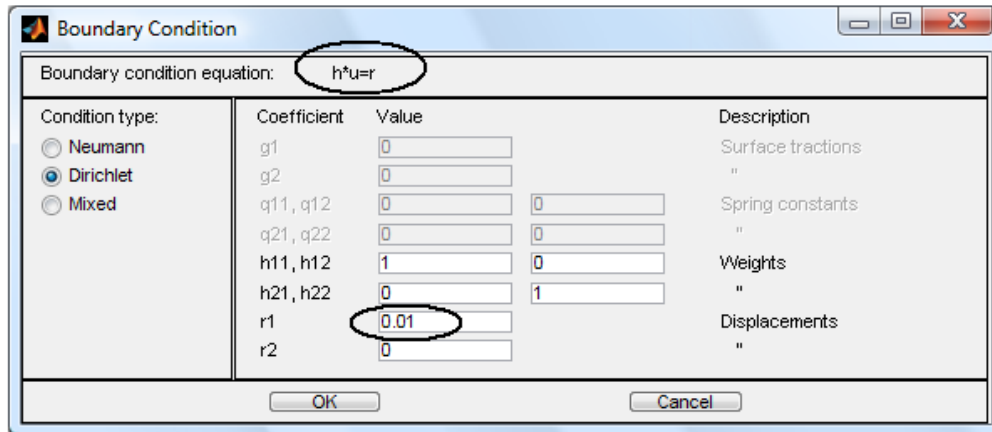 Boundary Condition
Boundary condition equation: h*u=r
Condition type:
Neumann
Dirichlet
Mixed
Coefficient Value Description
g1 0 Surface tractions
g2 0 "
q11, q12 0 0 Spring constants
q21, q22 0 0 "
h11, h12 1 0 Weights
h21, h22 0 1 "
r1 0.01 Displacements
r2 0 "
OK Cancel